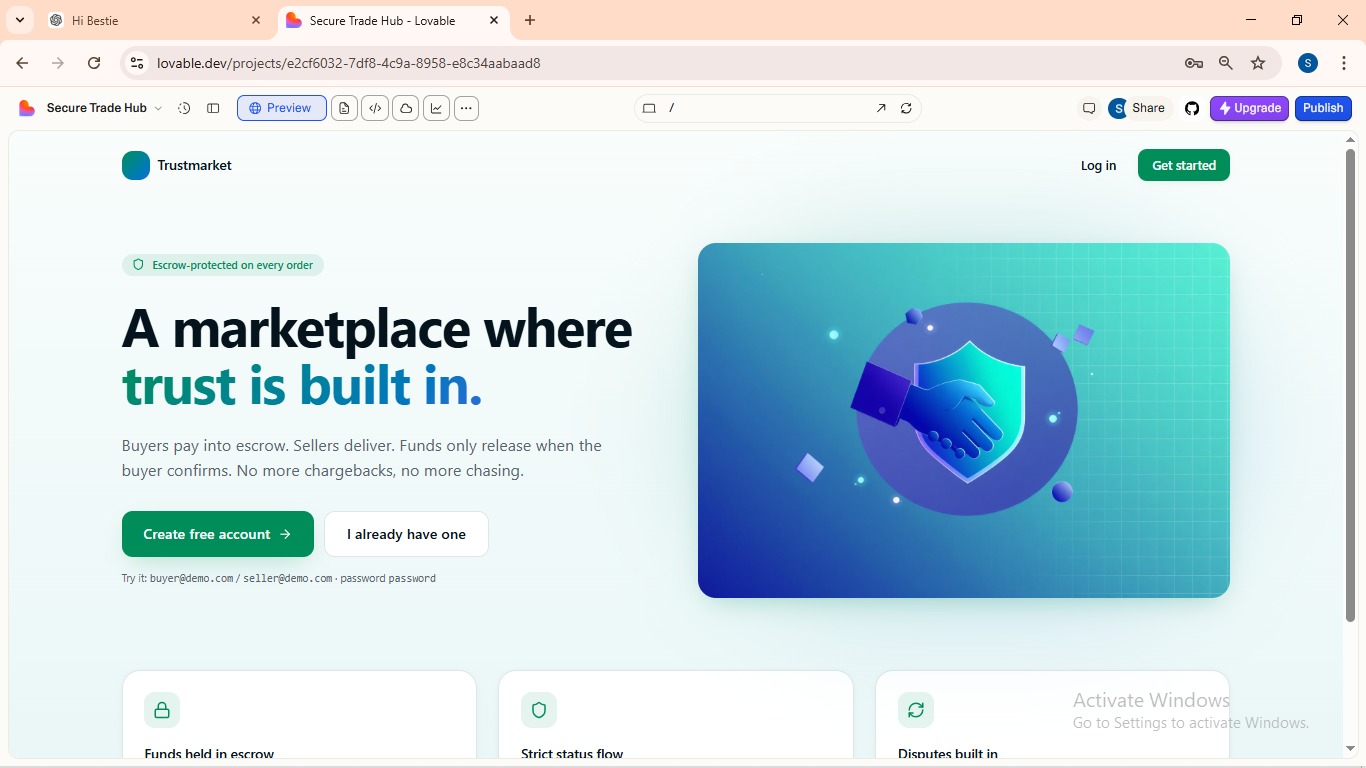 Hi Bestie
Secure Trade Hub - Lovable
lovable.dev/projects/e2cf6032-7df8-4c9a-8958-e8c34aabaad8
S
Secure Trade Hub
Preview
/
S
Share
Upgrade
Publish
Trustmarket
Log in
Get started
Escrow-protected on every order
A marketplace where
trust is built in.
Buyers pay into escrow. Sellers deliver. Funds only release when the
buyer confirms. No more chargebacks, no more chasing.
Create free account
I already have one
Try it: buyer@demo.com / seller@demo.com · password password
Funds held in escrow
Strict status flow
Disputes built in
Activate Windows
Go to Settings to activate Windows.